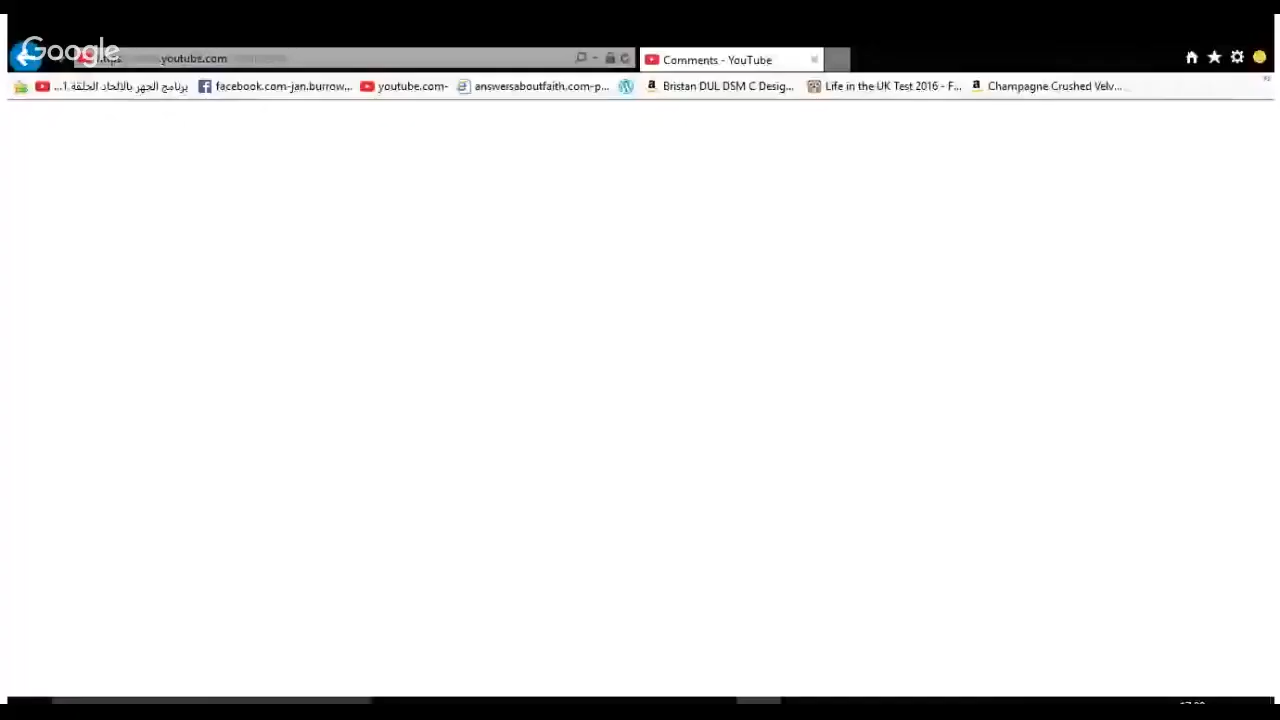 Google
youtube.com
Comments - YouTube
...برنامج الجهر بالالحاد الحلقة 1
facebook.com-jan.burrow...
youtube.com-
answersaboutfaith.com-p...
Bristan DUL DSM C Desig...
Life in the UK Test 2016 - F...
Champagne Crushed Velv...